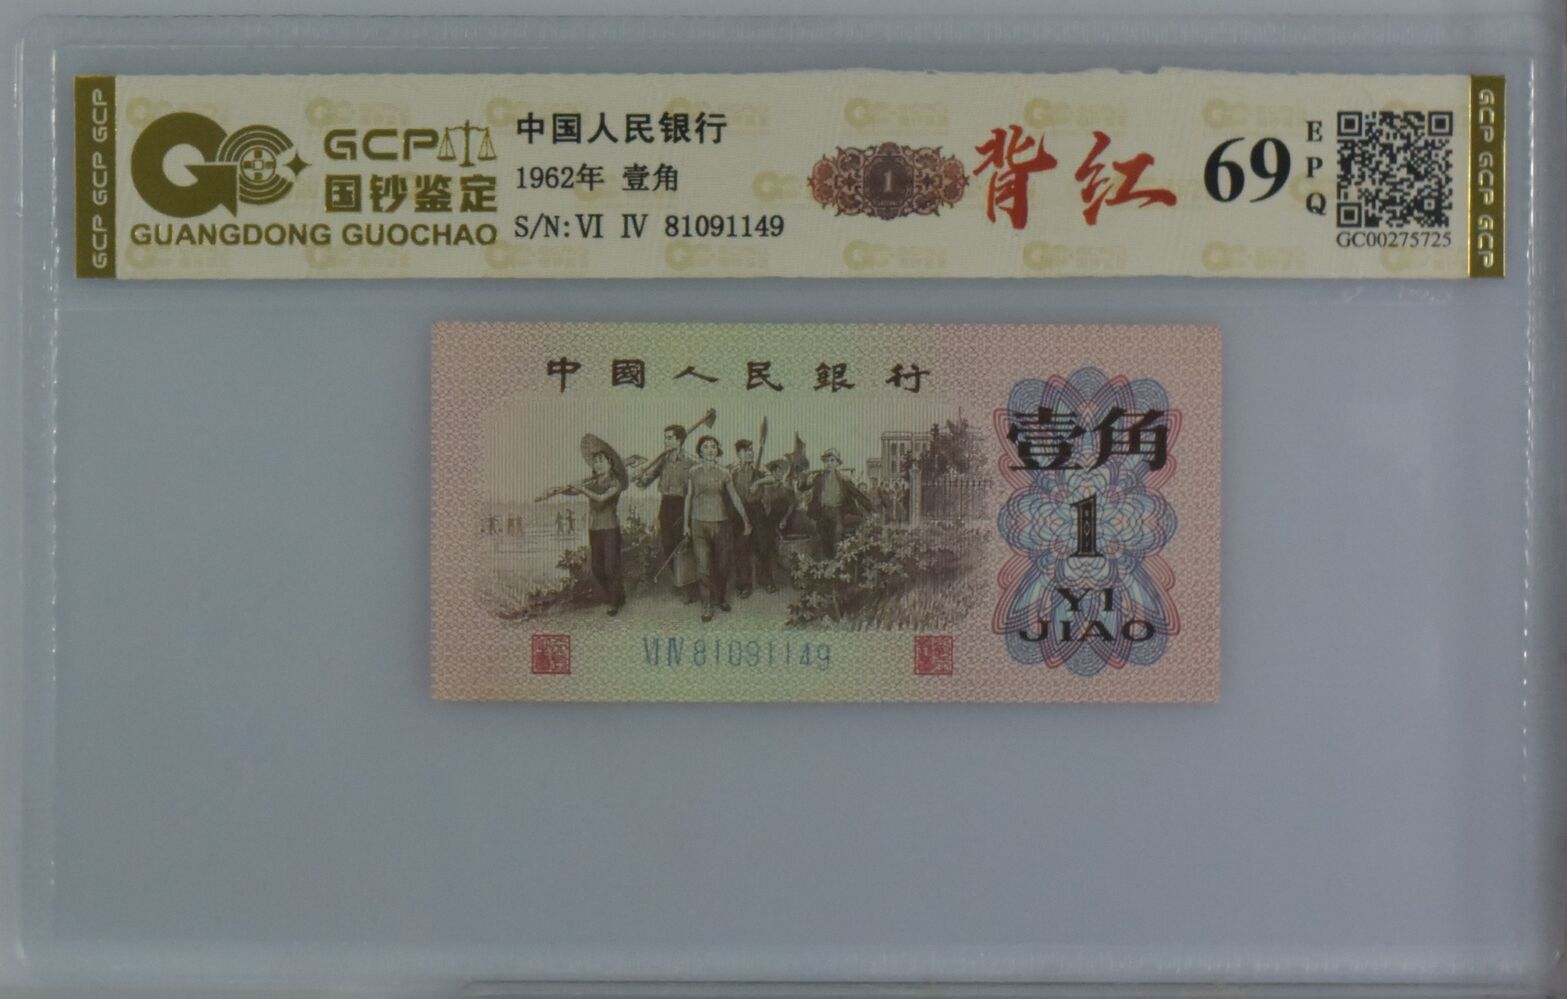 GCP GCP GCP
GCP
国钞鉴定
GUANGDONG GUOCHAO
中国人民银行
1962年 壹角
S/N: VI IV 81091149
1
背红
69
EPQ
GC00275725
GCP GCP GCP
中國人民銀行
壹角
1
YI
JIAO
VI IV 81091149